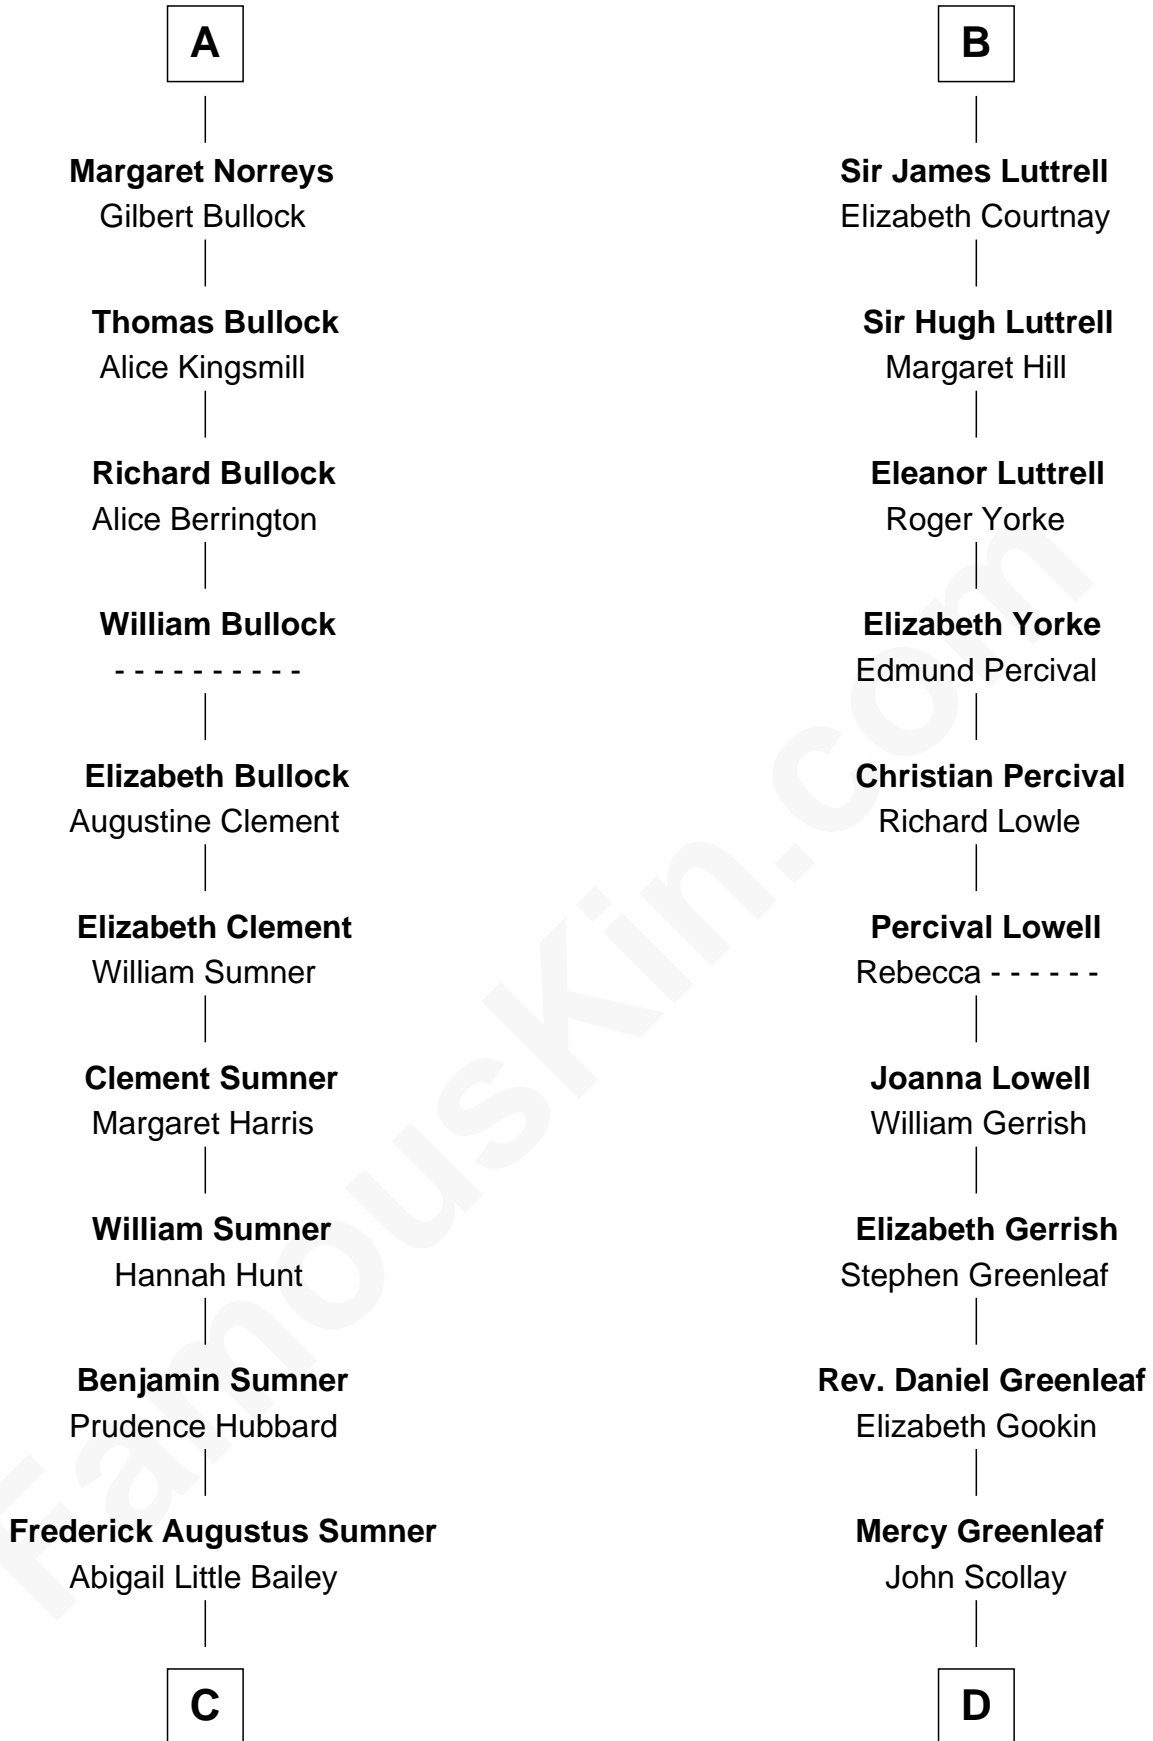 A
Margaret Norreys
Gilbert Bullock
Thomas Bullock
Alice Kingsmill
Richard Bullock
Alice Berrington
William Bullock
- - - - - - - - - -
Elizabeth Bullock
Augustine Clement
Elizabeth Clement
William Sumner
Clement Sumner
Margaret Harris
William Sumner
Hannah Hunt
Benjamin Sumner
Prudence Hubbard
Frederick Augustus Sumner
Abigail Little Bailey
C
B
Sir James Luttrell
Elizabeth Courtnay
Sir Hugh Luttrell
Margaret Hill
Eleanor Luttrell
Roger Yorke
Elizabeth Yorke
Edmund Percival
Christian Percival
Richard Lowle
Percival Lowell
Rebecca - - - - - -
Joanna Lowell
William Gerrish
Elizabeth Gerrish
Stephen Greenleaf
Rev. Daniel Greenleaf
Elizabeth Gookin
Mercy Greenleaf
John Scollay
D
FamousKin.com